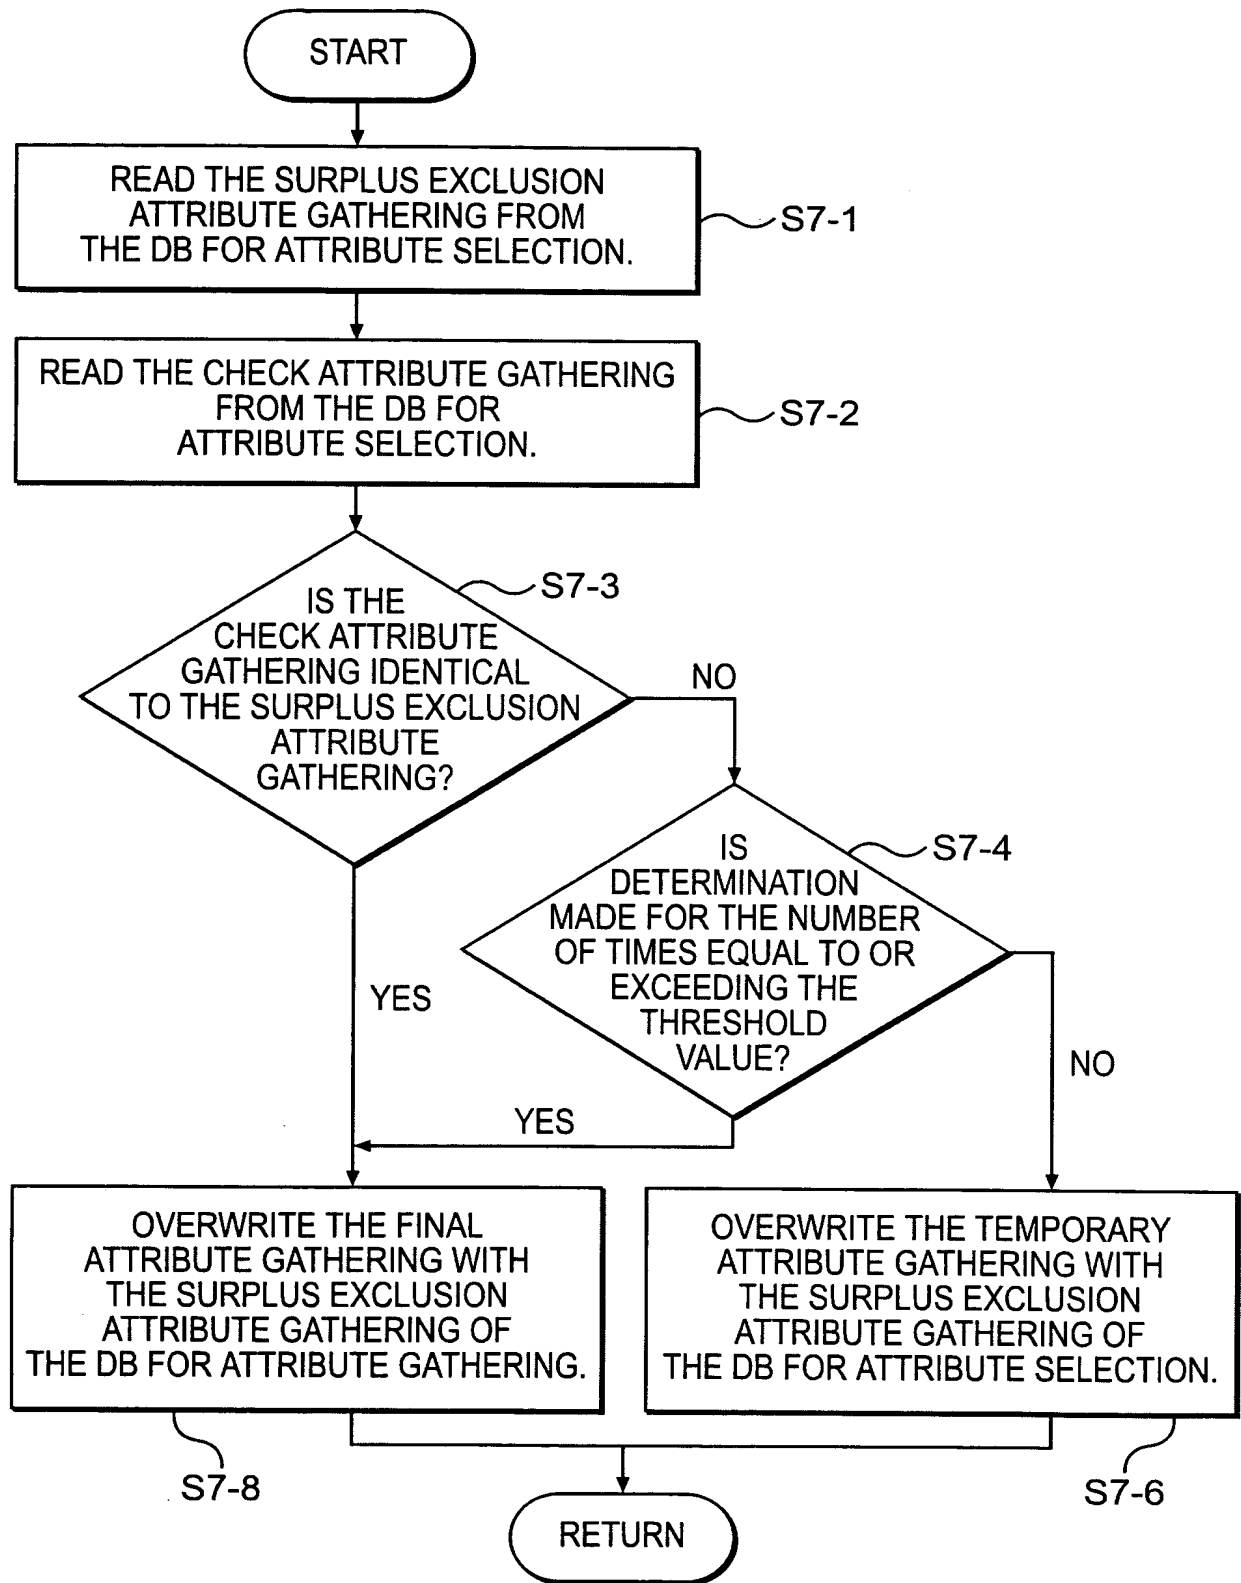 START
READ THE SURPLUS EXCLUSION
ATTRIBUTE GATHERING FROM
THE DB FOR ATTRIBUTE SELECTION.
S7-1
READ THE CHECK ATTRIBUTE GATHERING
FROM THE DB FOR
ATTRIBUTE SELECTION.
S7-2
S7-3
IS THE
CHECK ATTRIBUTE
GATHERING IDENTICAL
TO THE SURPLUS EXCLUSION
ATTRIBUTE
GATHERING?
NO
S7-4
IS
DETERMINATION
MADE FOR THE NUMBER
OF TIMES EQUAL TO OR
EXCEEDING THE
THRESHOLD
VALUE?
YES
NO
YES
OVERWRITE THE FINAL
ATTRIBUTE GATHERING WITH
THE SURPLUS EXCLUSION
ATTRIBUTE GATHERING OF
THE DB FOR ATTRIBUTE GATHERING.
S7-8
OVERWRITE THE TEMPORARY
ATTRIBUTE GATHERING WITH
THE SURPLUS EXCLUSION
ATTRIBUTE GATHERING OF
THE DB FOR ATTRIBUTE SELECTION.
S7-6
RETURN